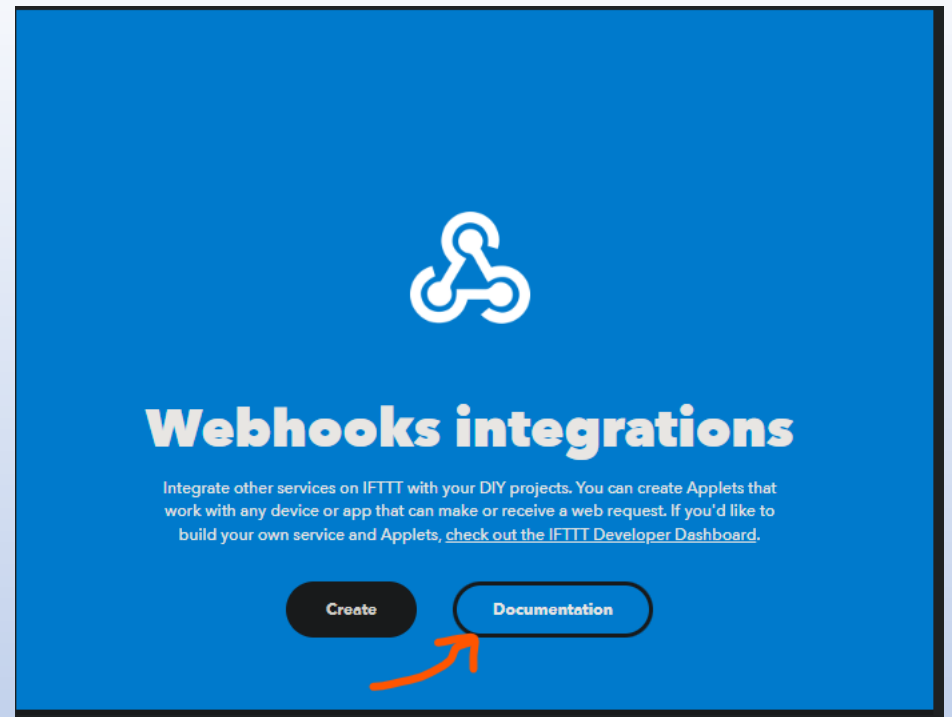 Webhooks integrations
Integrate other services on IFTTT with your DIY projects. You can create Applets that
work with any device or app that can make or receive a web request. If you'd like to
build your own service and Applets, check out the IFTTT Developer Dashboard.
Create
Documentation